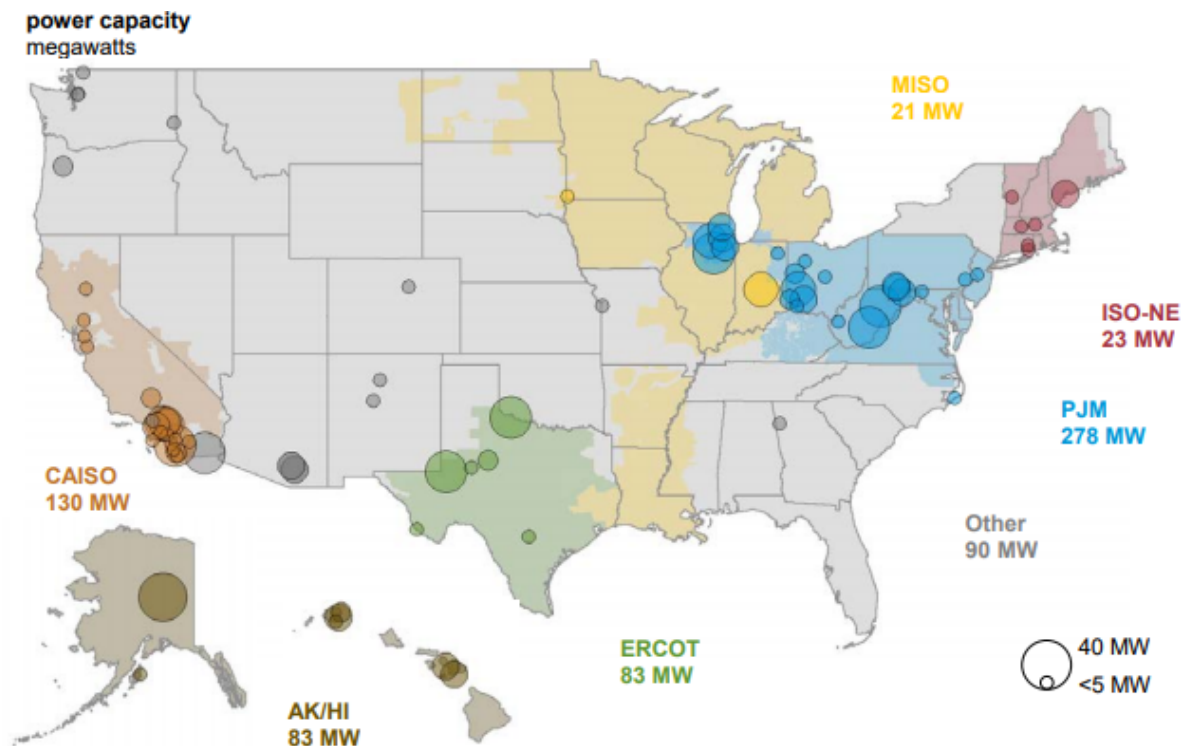 power capacity
megawatts
MISO
21 MW
ISO-NE
23 MW
PJM
278 MW
CAISO
130 MW
Other
90 MW
ERCOT
83 MW
40 MW
<5 MW
AK/HI
83 MW